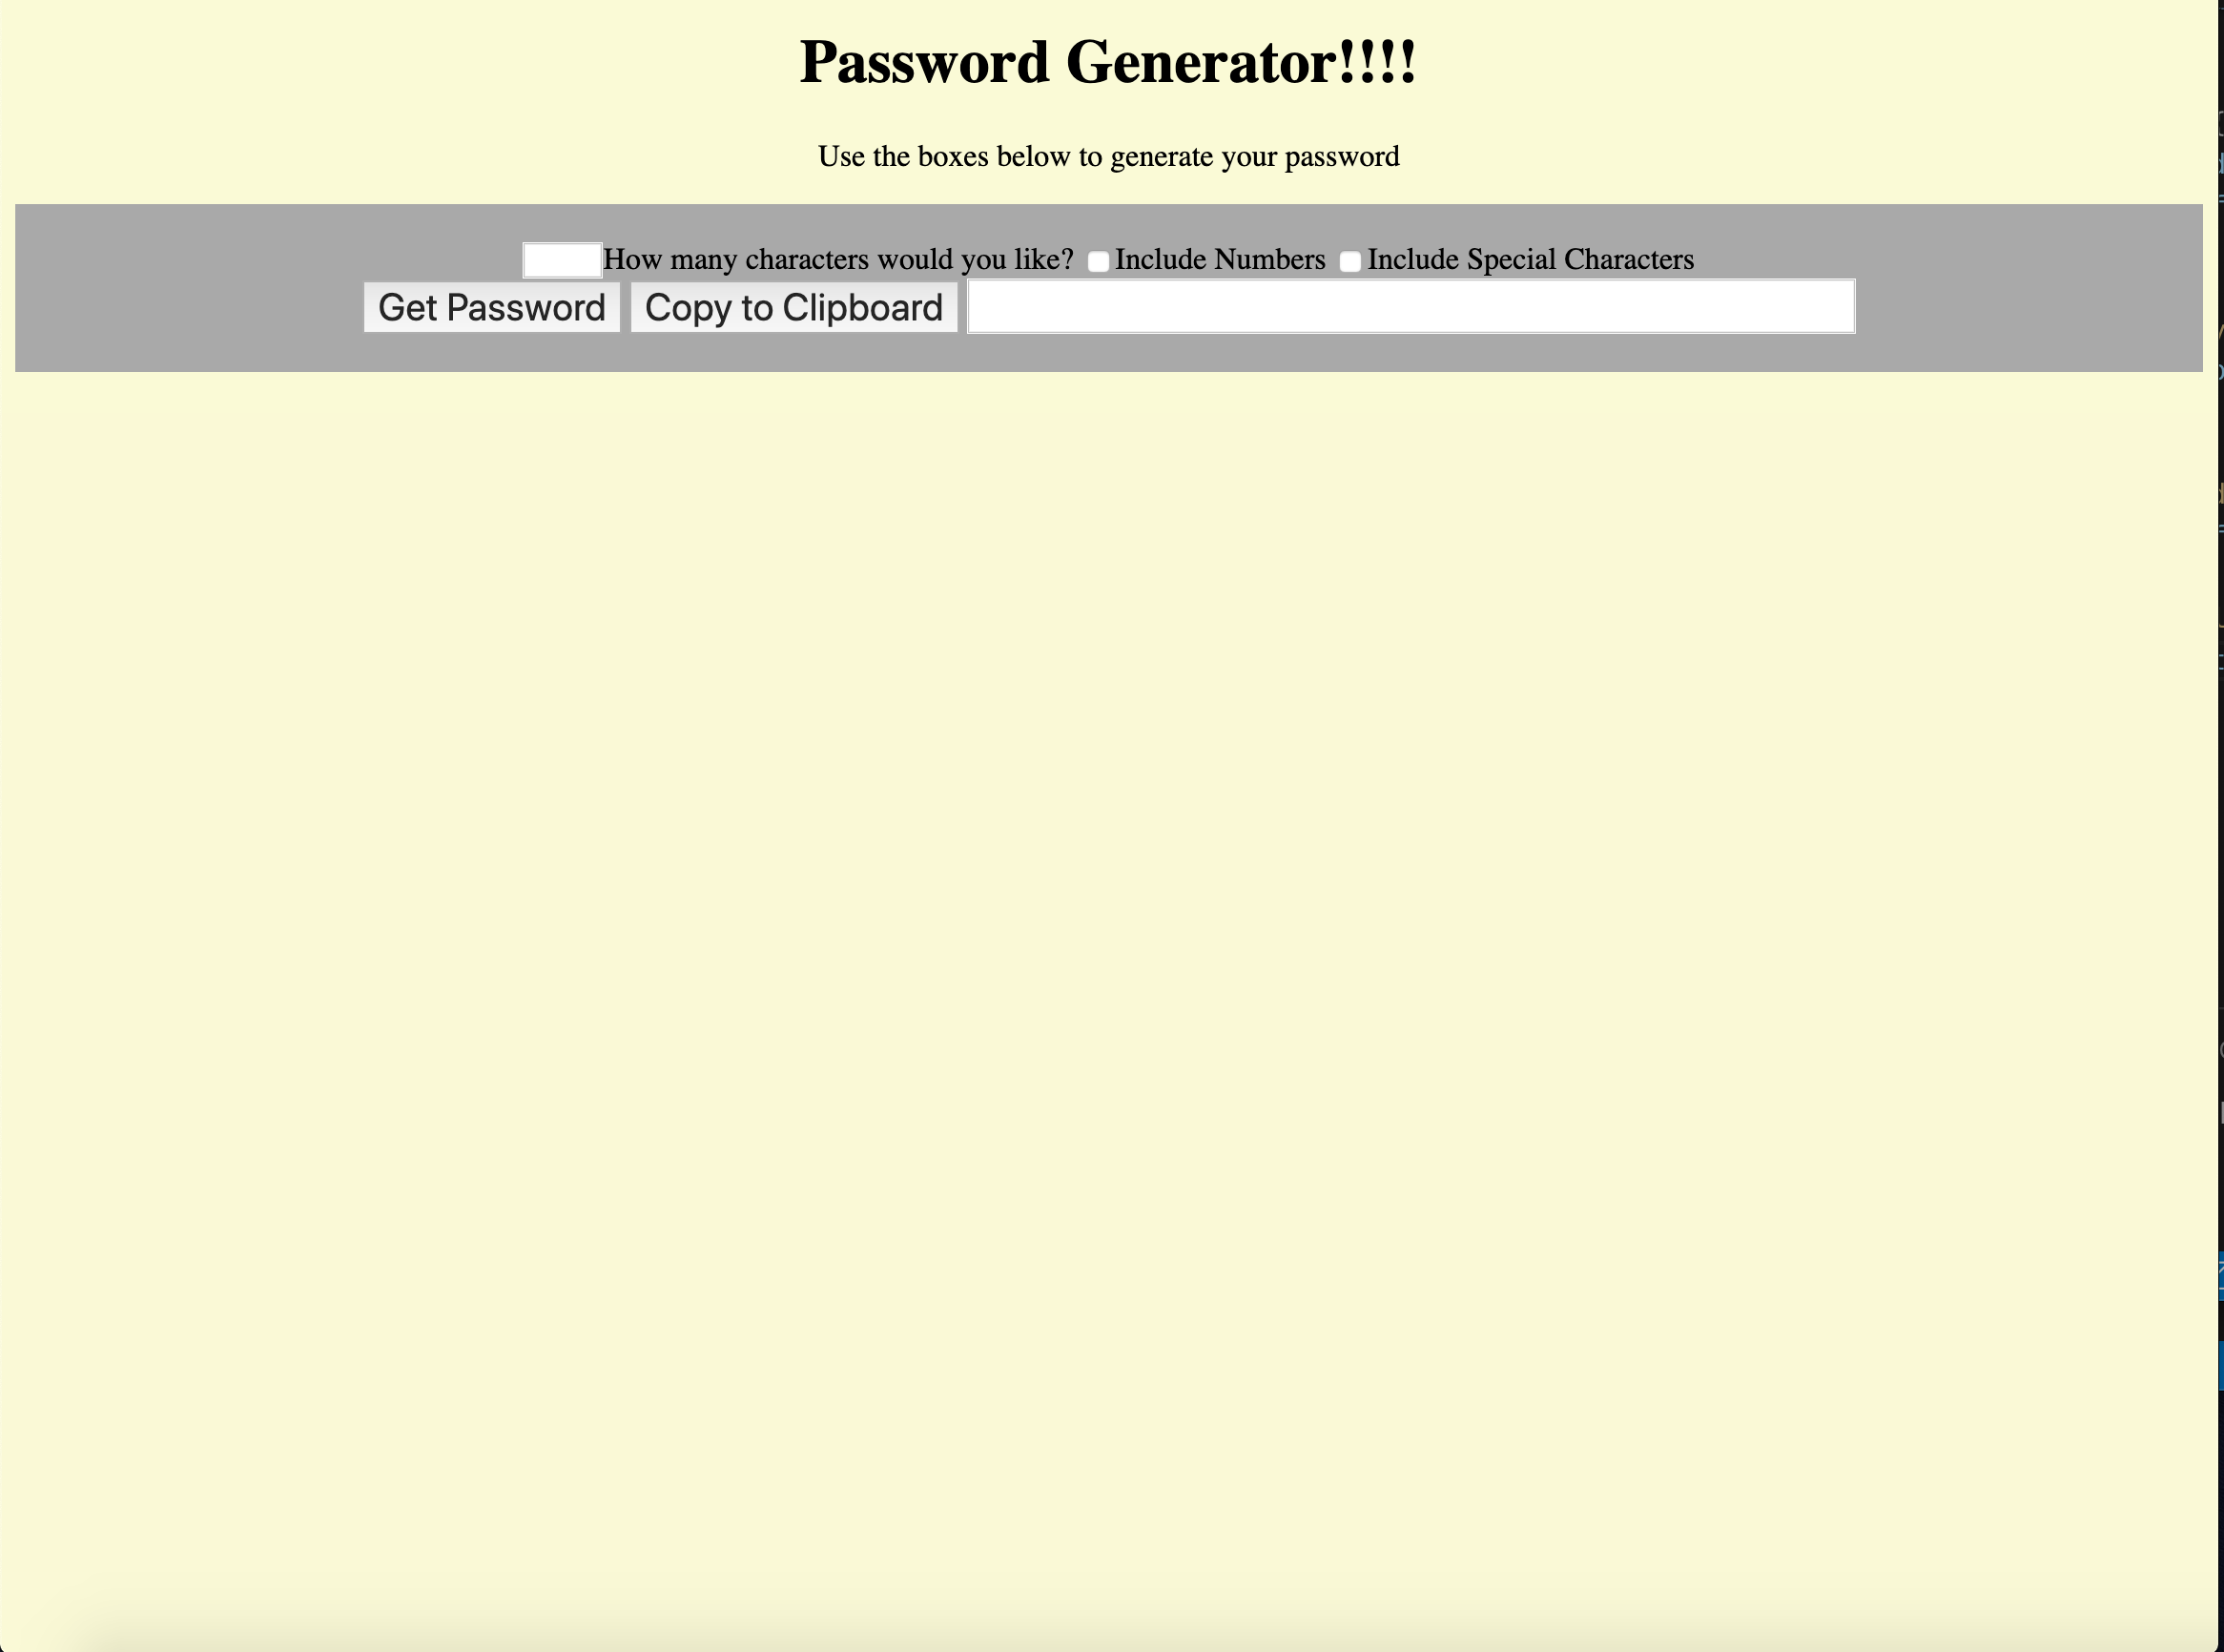 Password Generator!!!!
Use the boxes below to generate your password
How many characters would you like? Include Numbers Include Special Characters
Get Password Copy to Clipboard